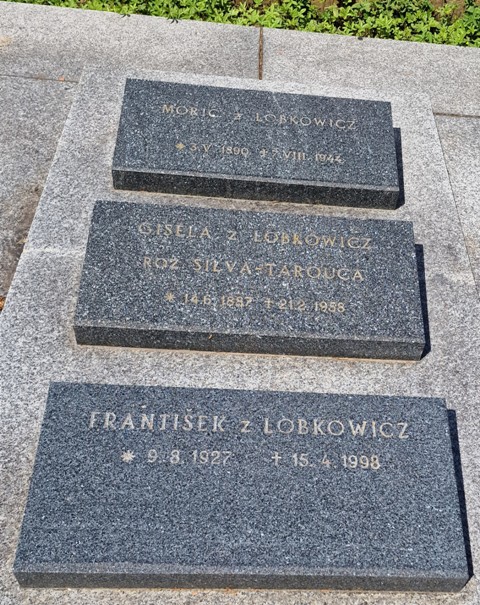 MORIC z LOBKOWICZ
* 3.V. 1890 + 7.VIII. 1944
GISELA z LOBKOWICZ
ROZ. SILVA-TAROUCA
* 14.6. 1887 + 21.2. 1958
FRANTIŠEK z LOBKOWICZ
* 9. 8. 1927 + 15. 4. 1998